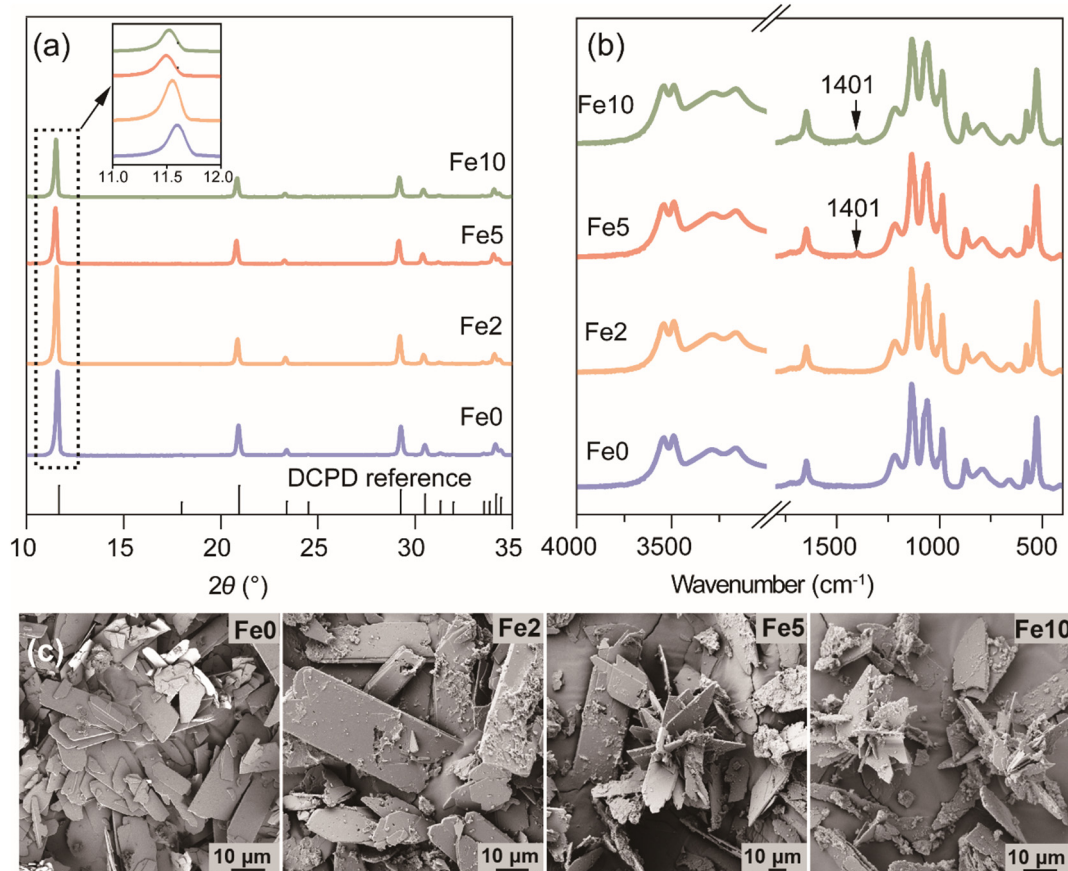 (a)
11.0 11.5 12.0
Fe10
Fe5
Fe2
Fe0
DCPD reference
10 15 20 25 30 35
2θ (°)
(b)
1401
Fe10
1401
Fe5
Fe2
Fe0
4000 3500 1500 1000 500
Wavenumber (cm⁻¹)
(c)
Fe0
10 µm
Fe2
10 µm
Fe5
10 µm
Fe10
10 µm